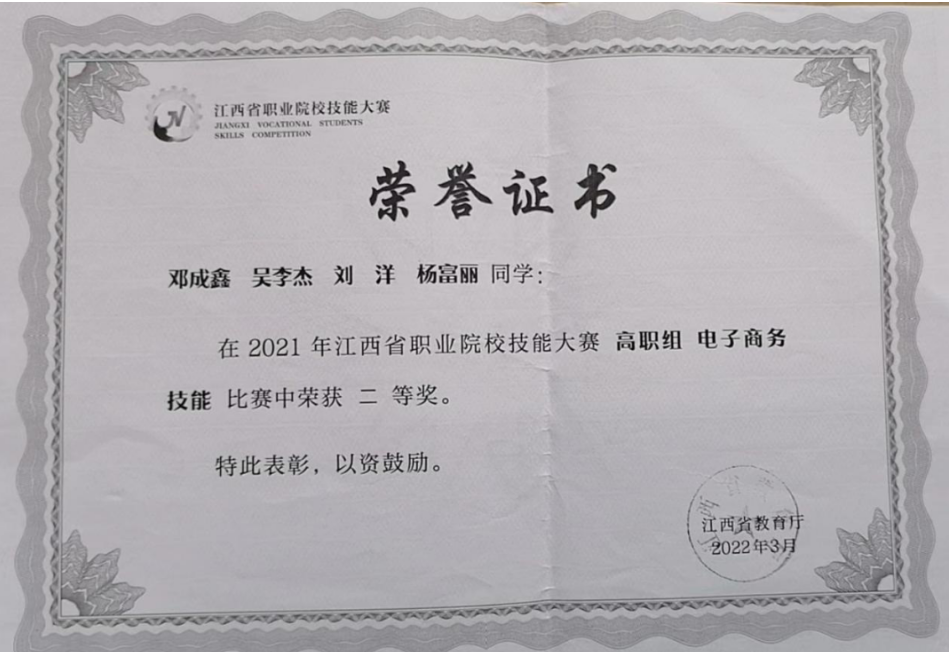 江西省职业院校技能大赛
JIANGXI VOCATIONAL STUDENTS
SKILLS COMPETITION
荣誉证书
邓成鑫 吴李杰 刘 洋 杨富丽 同学：
在 2021 年江西省职业院校技能大赛 高职组 电子商务
技能 比赛中荣获 二 等奖。
特此表彰，以资鼓励。
江西省教育厅
2022年3月